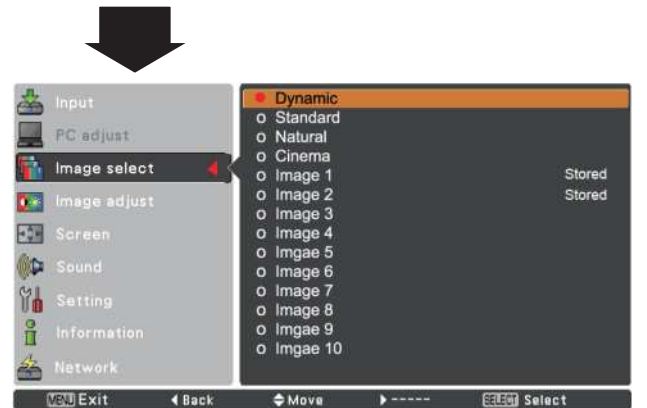 Input
PC adjust
Image select
Image adjust
Screen
Sound
Setting
Information
Network
Dynamic
o Standard
o Natural
o Cinema
o Image 1 Stored
o Image 2 Stored
o Image 3
o Image 4
o Imgae 5
o Image 6
o Image 7
o Image 8
o Imgae 9
o Imgae 10
MENU Exit ◀ Back Move ▶ ----- SELECT Select